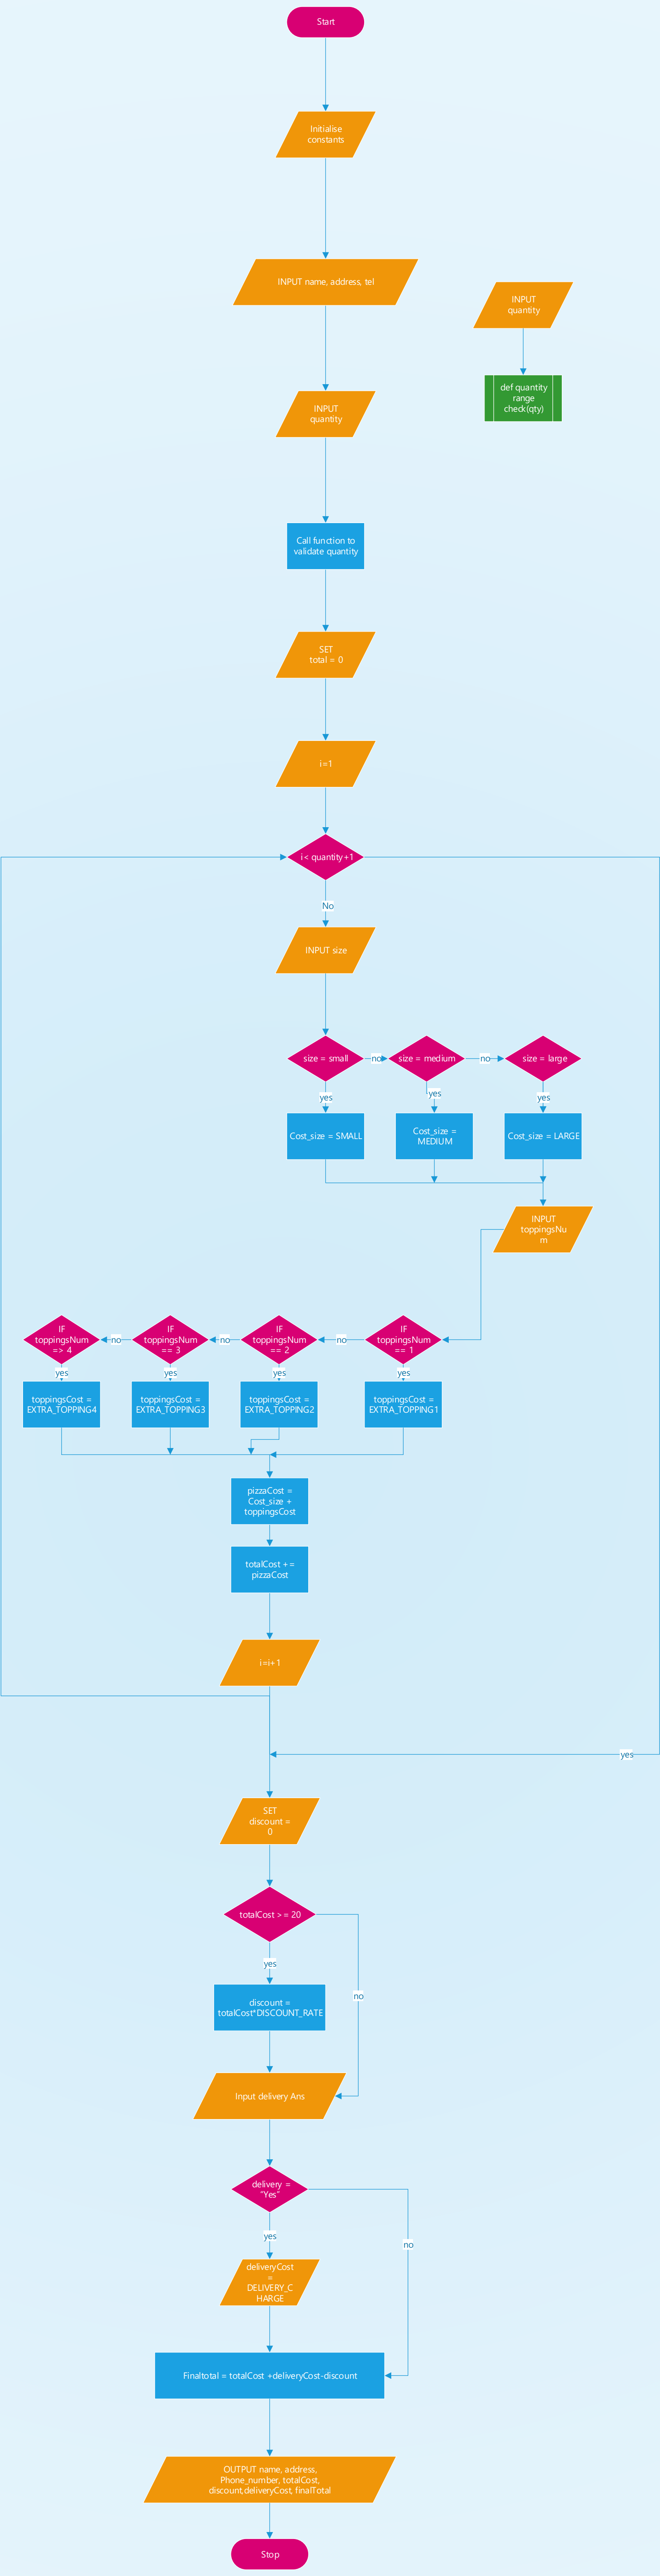 Start
Initialise
constants
INPUT name, address, tel
INPUT
quantity
INPUT
quantity
def quantity
range
check(qty)
Call function to
validate quantity
SET
total = 0
i=1
i< quantity+1
No
INPUT size
size = small
no
size = medium
no
size = large
yes
yes
yes
Cost_size = SMALL
Cost_size =
MEDIUM
Cost_size = LARGE
INPUT
toppingsNu
m
IF
toppingsNum
=> 4
no
IF
toppingsNum
== 3
no
IF
toppingsNum
== 2
no
IF
toppingsNum
== 1
yes
yes
yes
yes
toppingsCost =
EXTRA_TOPPING4
toppingsCost =
EXTRA_TOPPING3
toppingsCost =
EXTRA_TOPPING2
toppingsCost =
EXTRA_TOPPING1
pizzaCost =
Cost_size +
toppingsCost
totalCost +=
pizzaCost
i=i+1
yes
SET
discount =
0
totalCost >= 20
yes
no
discount =
totalCost*DISCOUNT_RATE
Input delivery Ans
delivery =
"Yes"
yes
no
deliveryCost
=
DELIVERY_C
HARGE
Finaltotal = totalCost +deliveryCost-discount
OUTPUT name, address,
Phone_number, totalCost,
discount,deliveryCost, finalTotal
Stop